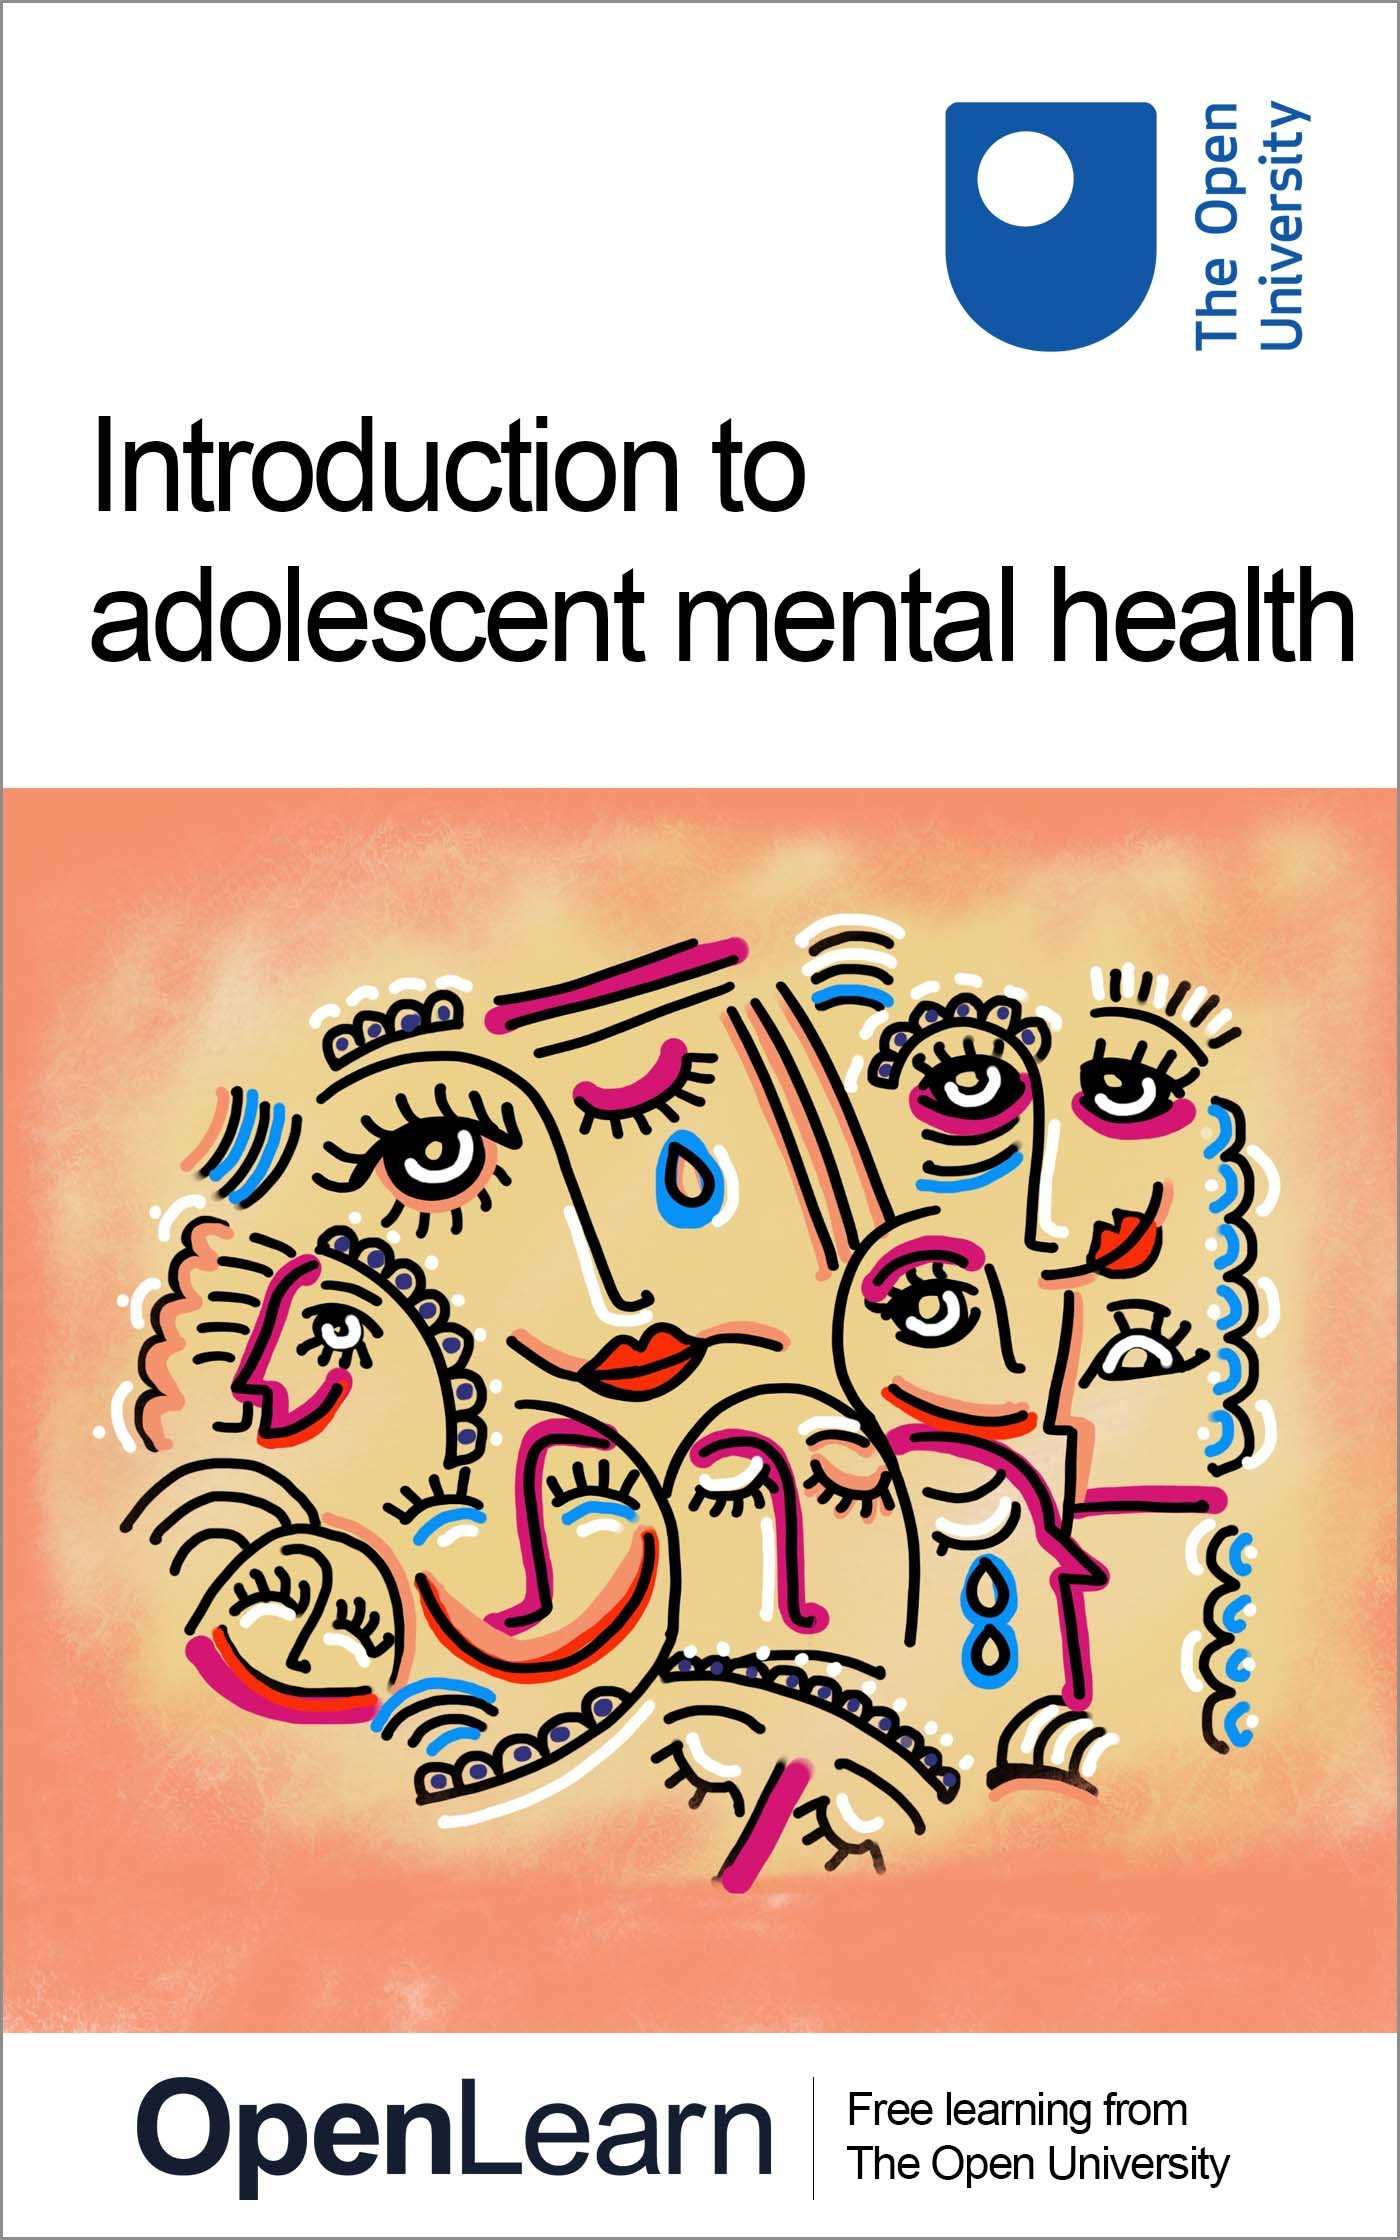 The Open
University
Introduction to
adolescent mental health
OpenLearn
Free learning from
The Open University